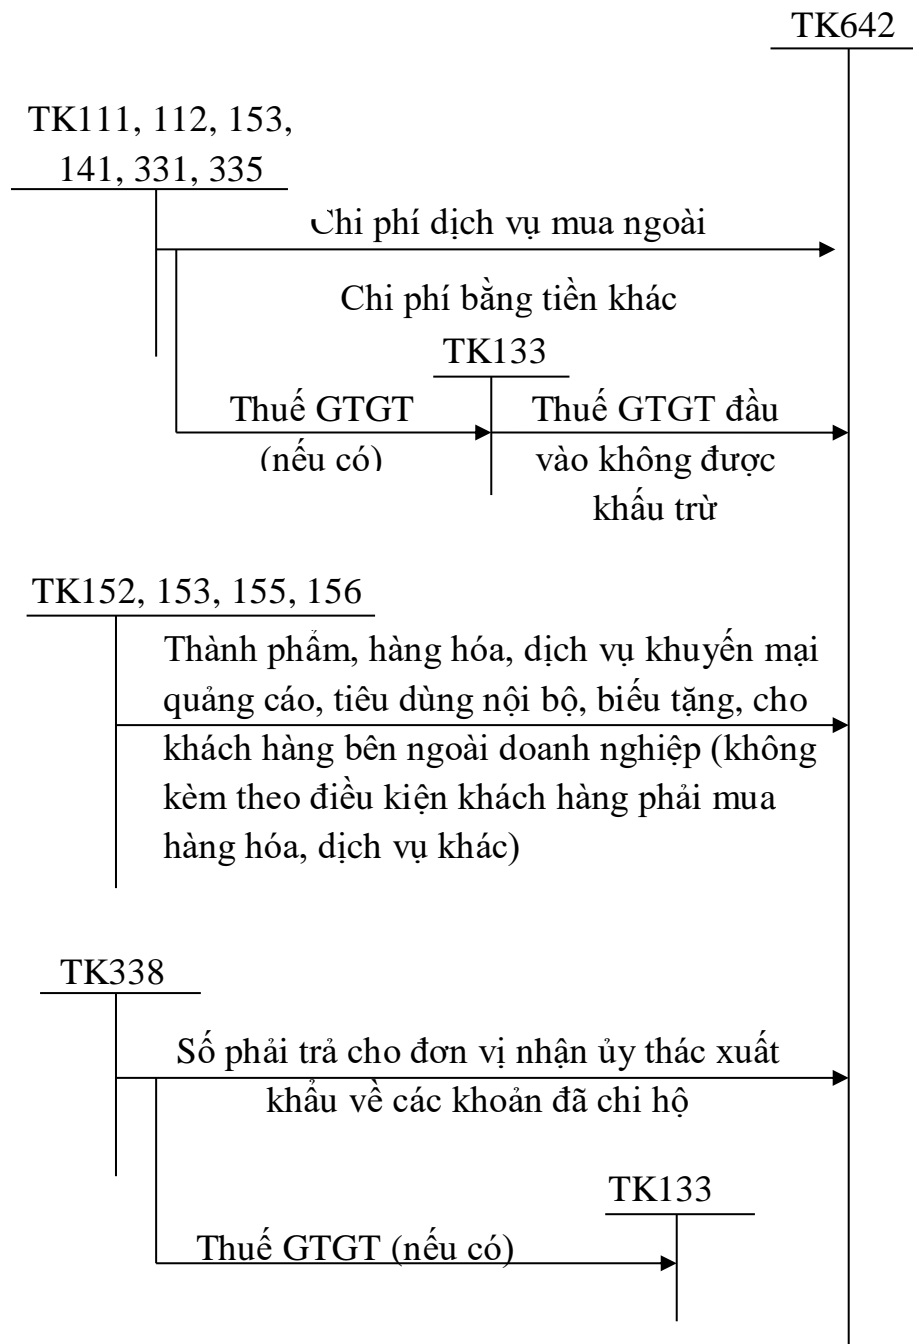 TK642
TK111, 112, 153,
141, 331, 335
Chi phí dịch vụ mua ngoài
Chi phí bằng tiền khác
TK133
Thuế GTGT
(nếu có)
Thuế GTGT đầu
vào không được
khấu trừ
TK152, 153, 155, 156
Thành phẩm, hàng hóa, dịch vụ khuyến mại
quảng cáo, tiêu dùng nội bộ, biếu tặng, cho
khách hàng bên ngoài doanh nghiệp (không
kèm theo điều kiện khách hàng phải mua
hàng hóa, dịch vụ khác)
TK338
Số phải trả cho đơn vị nhận ủy thác xuất
khẩu về các khoản đã chi hộ
TK133
Thuế GTGT (nếu có)